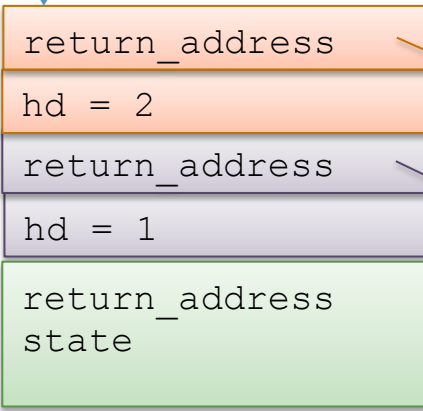 return_address
hd = 2
return_address
hd = 1
return_address
state